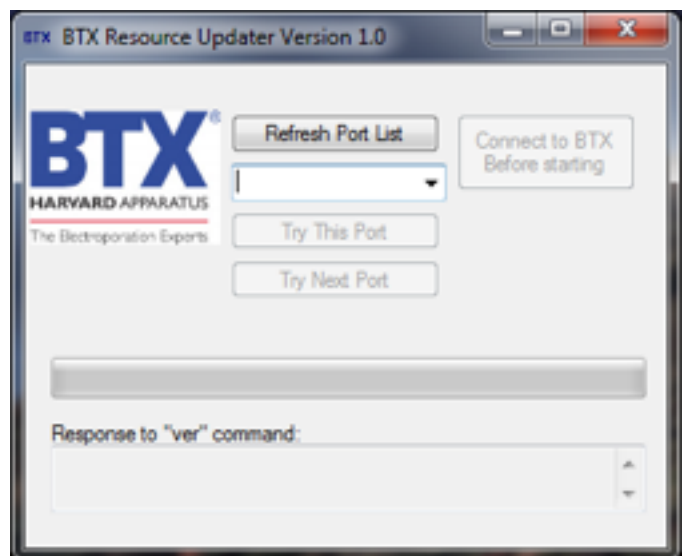 BTX BTX Resource Updater Version 1.0
BTX®
HARVARD APPARATUS
The Electroporation Experts
Refresh Port List
Try This Port
Try Next Port
Connect to BTX
Before starting
Response to "ver" command: